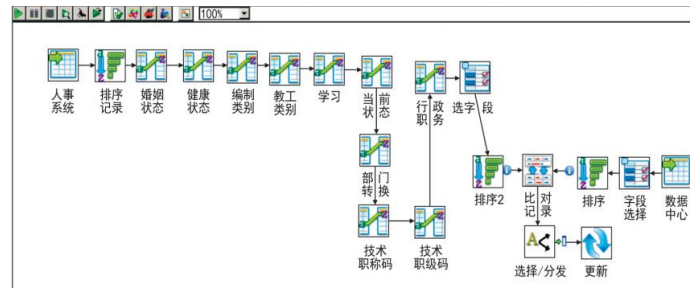 100%
人事
系统
排序
记录
婚姻
状态
健康
状态
编制
类别
教工
类别
学习
当前
状态
部门
转换
技术
职称码
技术
职级码
行政
职务
选字段
排序2
比对
记录
排序
字段
选择
数据
中心
选择/分发
更新